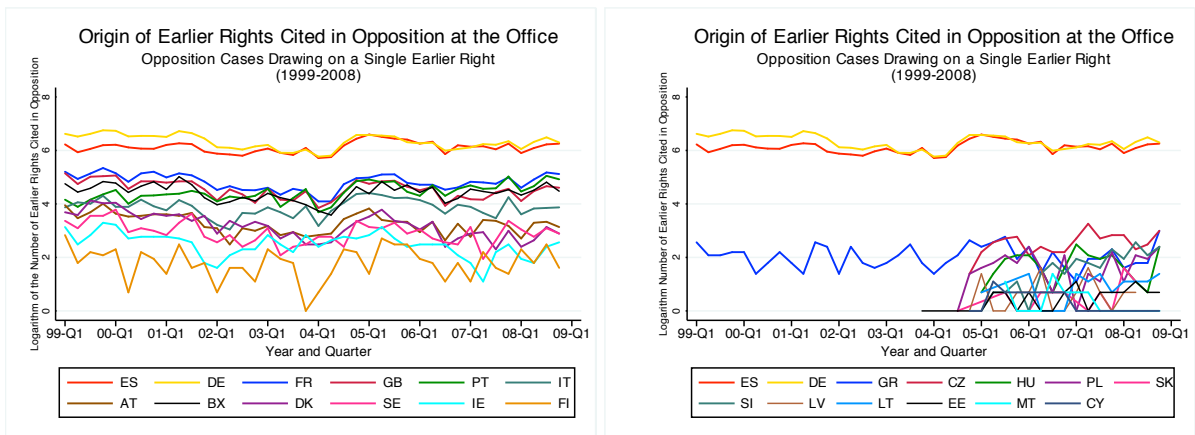 Origin of Earlier Rights Cited in Opposition at the Office
Opposition Cases Drawing on a Single Earlier Right
(1999-2008)
Logarithm of the Number of Earlier Rights Cited in Opposition
8
6
4
2
0
99-Q1 00-Q1 01-Q1 02-Q1 03-Q1 04-Q1 05-Q1 06-Q1 07-Q1 08-Q1 09-Q1
Year and Quarter
ES DE FR GB PT IT
AT BX DK SE IE FI
Origin of Earlier Rights Cited in Opposition at the Office
Opposition Cases Drawing on a Single Earlier Right
(1999-2008)
Logarithm of the Number of Earlier Rights Cited in Opposition
8
6
4
2
0
99-Q1 00-Q1 01-Q1 02-Q1 03-Q1 04-Q1 05-Q1 06-Q1 07-Q1 08-Q1 09-Q1
Year and Quarter
ES DE GR CZ HU PL SK
SI LV LT EE MT CY